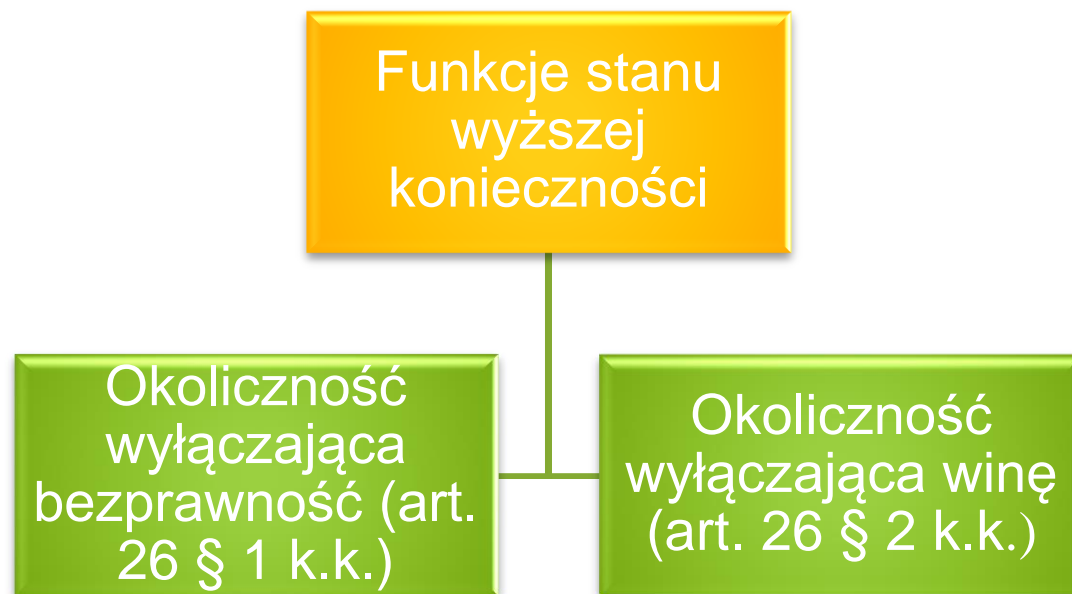 Funkcje stanu
wyższej
konieczności
Okoliczność
wyłączająca
bezprawność (art.
26 § 1 k.k.)
Okoliczność
wyłączająca winę
(art. 26 § 2 k.k.)